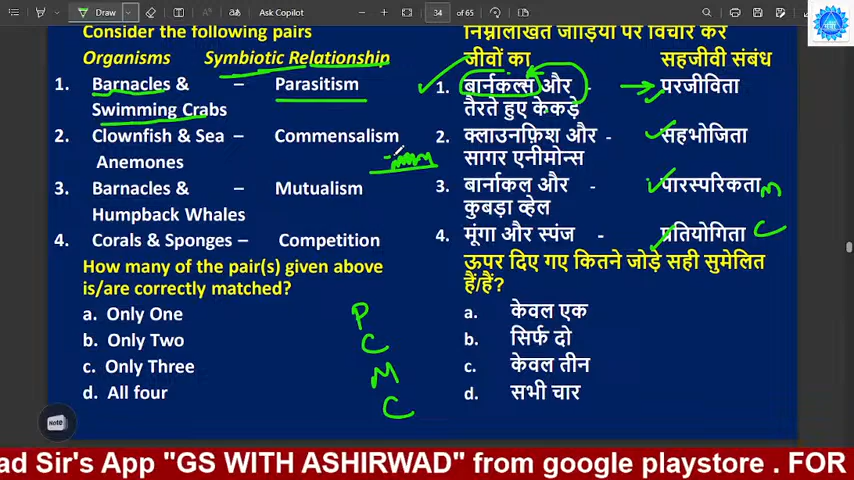 Draw
Ask Copilot
34
of 65
Consider the following pairs
Organisms Symbiotic Relationship
1. Barnacles & – Parasitism
Swimming Crabs
2. Clownfish & Sea – Commensalism
Anemones
3. Barnacles & – Mutualism
Humpback Whales
4. Corals & Sponges – Competition
How many of the pair(s) given above
is/are correctly matched?
a. Only One
b. Only Two
c. Only Three
d. All four
P
C
M
C
निम्नलिखित जोड़ियों पर विचार करें
जीवों का सहजीवी संबंध
1. बार्नकल्स और - परजीविता
तैरते हुए केकड़े
2. क्लाउनफ़िश और - सहभोजिता
सागर एनीमोन्स
3. बार्नाकल और - पारस्परिकता M
कुबड़ा व्हेल
4. मूंगा और स्पंज - प्रतियोगिता C
ऊपर दिए गए कितने जोड़े सही सुमेलित
हैं/हैं?
a. केवल एक
b. सिर्फ दो
c. केवल तीन
d. सभी चार
Note
ad Sir's App "GS WITH ASHIRWAD" from google playstore . FOR